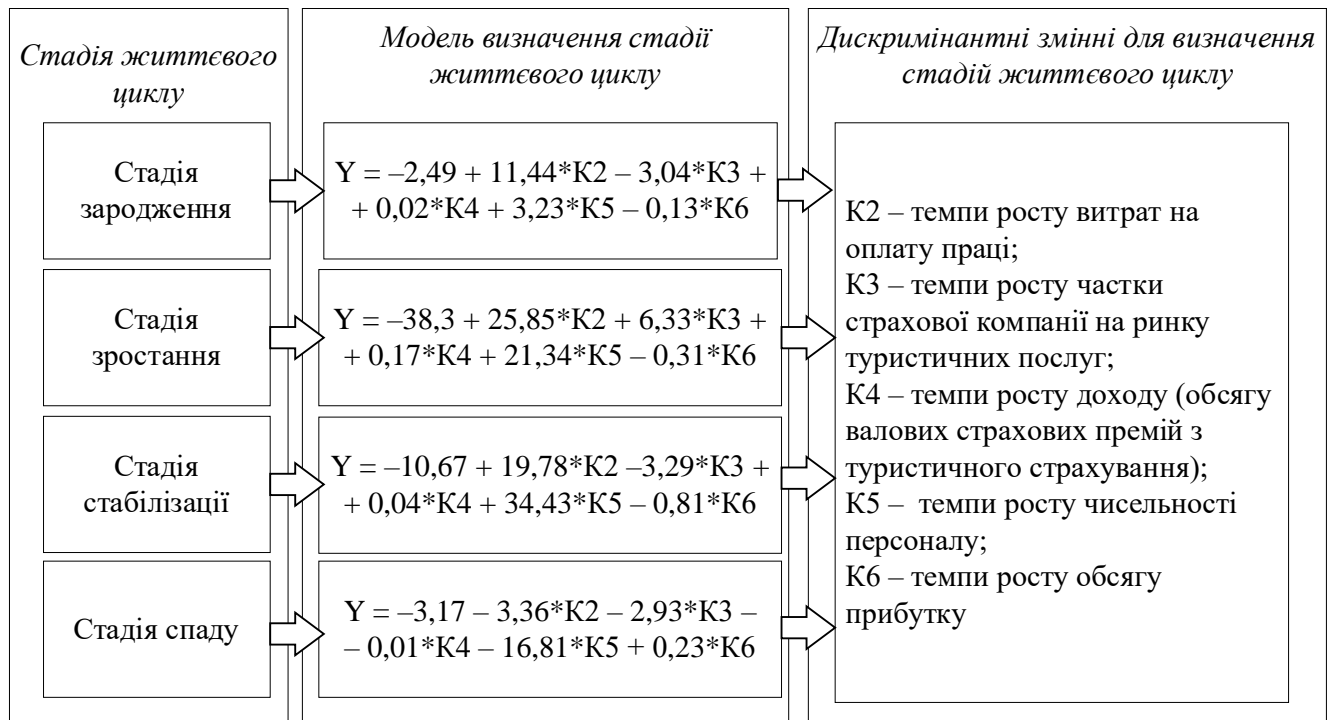 Стадія життєвого
циклу
Модель визначення стадії
життєвого циклу
Дискримінантні змінні для визначення
стадій життєвого циклу
Стадія
зародження
Y = –2,49 + 11,44*К2 – 3,04*К3 +
+ 0,02*К4 + 3,23*К5 – 0,13*К6
Стадія
зростання
Y = –38,3 + 25,85*К2 + 6,33*К3 +
+ 0,17*К4 + 21,34*К5 – 0,31*К6
Стадія
стабілізації
Y = –10,67 + 19,78*К2 –3,29*К3 +
+ 0,04*К4 + 34,43*К5 – 0,81*К6
Стадія спаду
Y = –3,17 – 3,36*К2 – 2,93*К3 –
– 0,01*К4 – 16,81*К5 + 0,23*К6
К2 – темпи росту витрат на
оплату праці;
К3 – темпи росту частки
страхової компанії на ринку
туристичних послуг;
К4 – темпи росту доходу (обсягу
валових страхових премій з
туристичного страхування);
К5 – темпи росту чисельності
персоналу;
К6 – темпи росту обсягу
прибутку